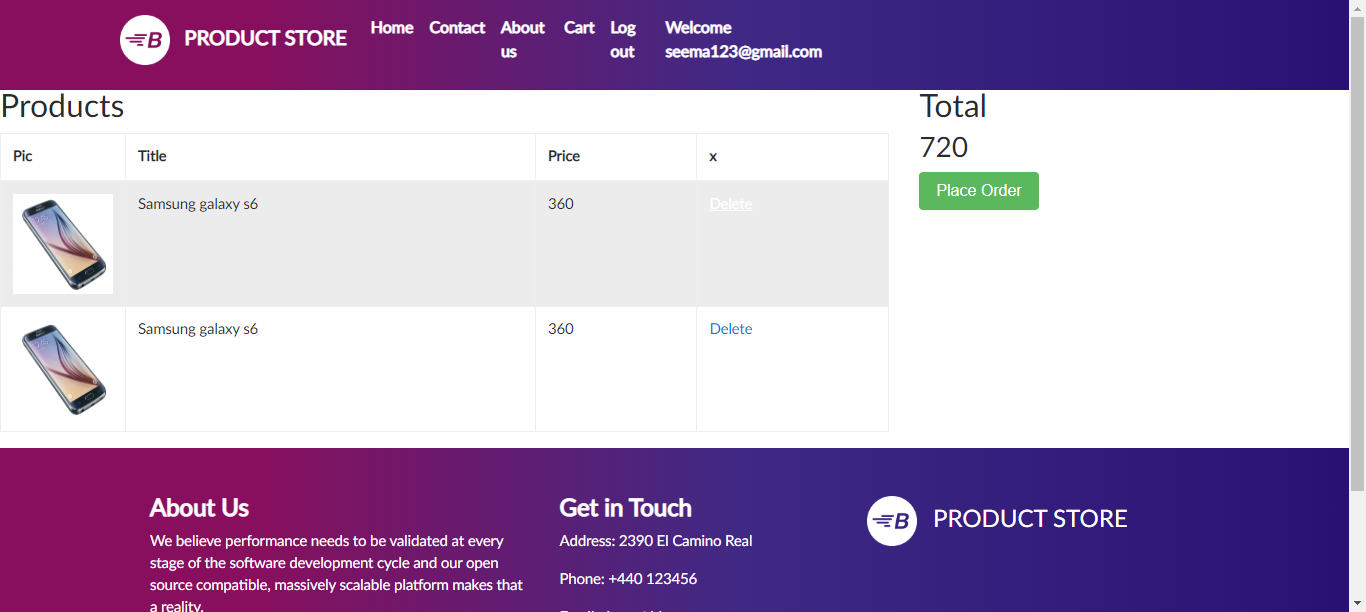 B PRODUCT STORE
Home Contact About us Cart Log out Welcome seema123@gmail.com
Products
Pic Title Price x
Samsung galaxy s6 360 Delete
Samsung galaxy s6 360 Delete
Total
720
Place Order
About Us
We believe performance needs to be validated at every
stage of the software development cycle and our open
source compatible, massively scalable platform makes that
a reality.
Get in Touch
Address: 2390 El Camino Real
Phone: +440 123456
B PRODUCT STORE